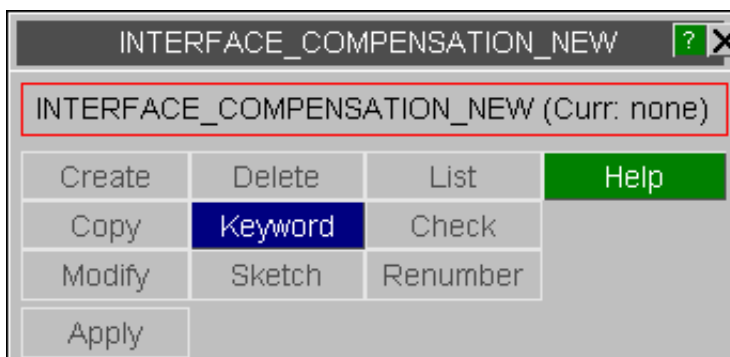 INTERFACE_COMPENSATION_NEW ? X
INTERFACE_COMPENSATION_NEW (Curr: none)
Create Delete List Help
Copy Keyword Check
Modify Sketch Renumber
Apply